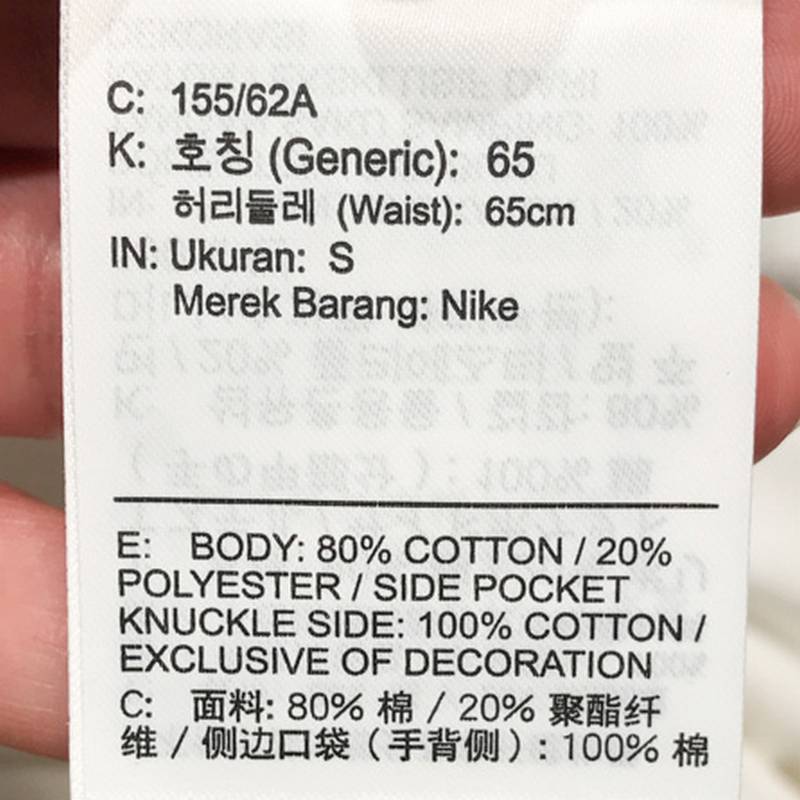 C: 155/62A
K: 호칭 (Generic): 65
허리둘레 (Waist): 65cm
IN: Ukuran: S
Merek Barang: Nike
E: BODY: 80% COTTON / 20%
POLYESTER / SIDE POCKET
KNUCKLE SIDE: 100% COTTON /
EXCLUSIVE OF DECORATION
C: 面料: 80% 棉 / 20% 聚酯纤
维 / 侧边口袋 (手背侧) : 100% 棉